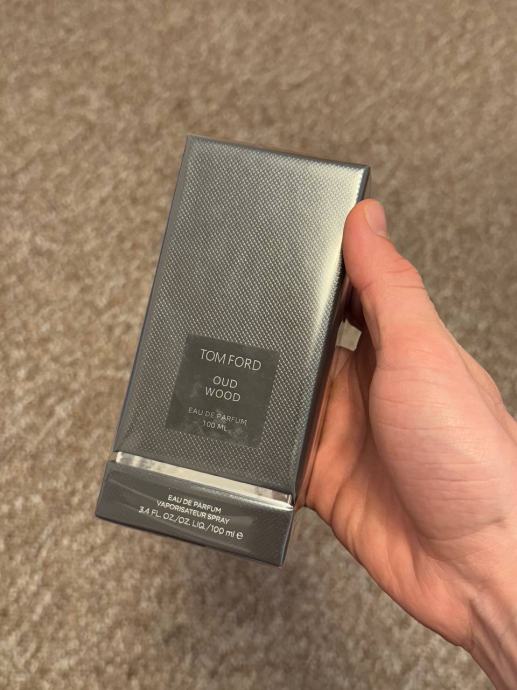 TOM FORD
OUD
WOOD
EAU DE PARFUM
100 ML
EAU DE PARFUM
VAPORISATEUR SPRAY
3.4 FL. OZ./OZ. LIQ./100 ml ℮